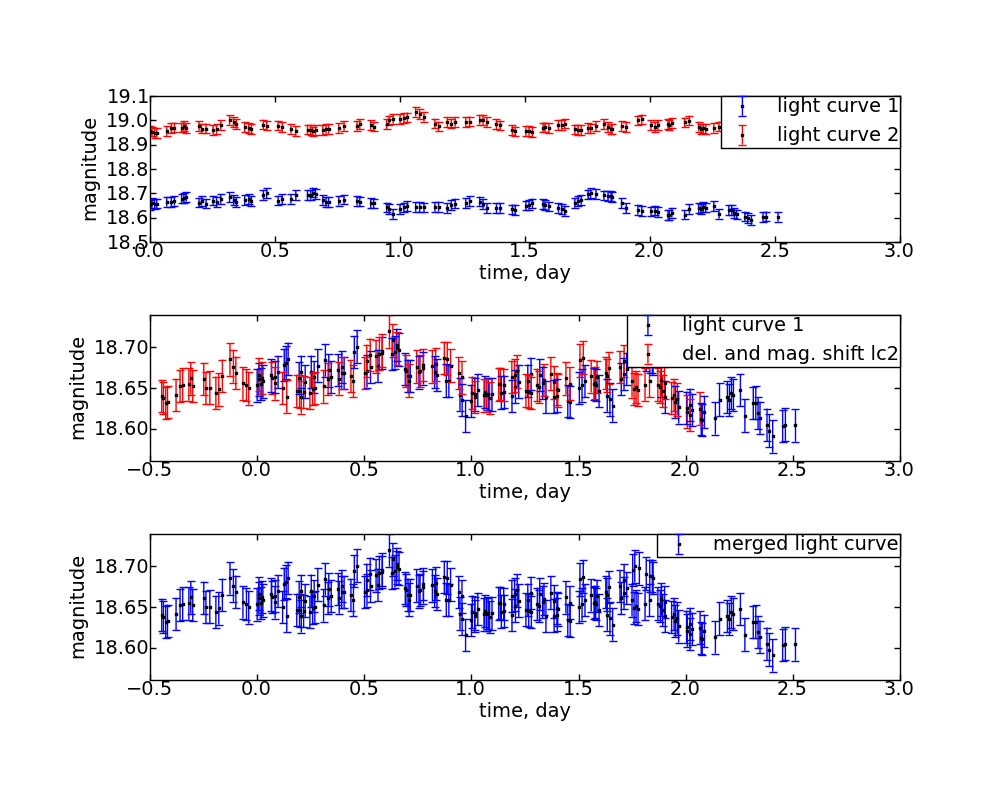 19.1
19.0
18.9
18.8
18.7
18.6
18.5
magnitude
light curve 1
light curve 2
0.0 0.5 1.0 1.5 2.0 2.5 3.0
time, day
18.70
18.65
18.60
magnitude
light curve 1
del. and mag. shift lc2
−0.5 0.0 0.5 1.0 1.5 2.0 2.5 3.0
time, day
18.70
18.65
18.60
magnitude
merged light curve
−0.5 0.0 0.5 1.0 1.5 2.0 2.5 3.0
time, day